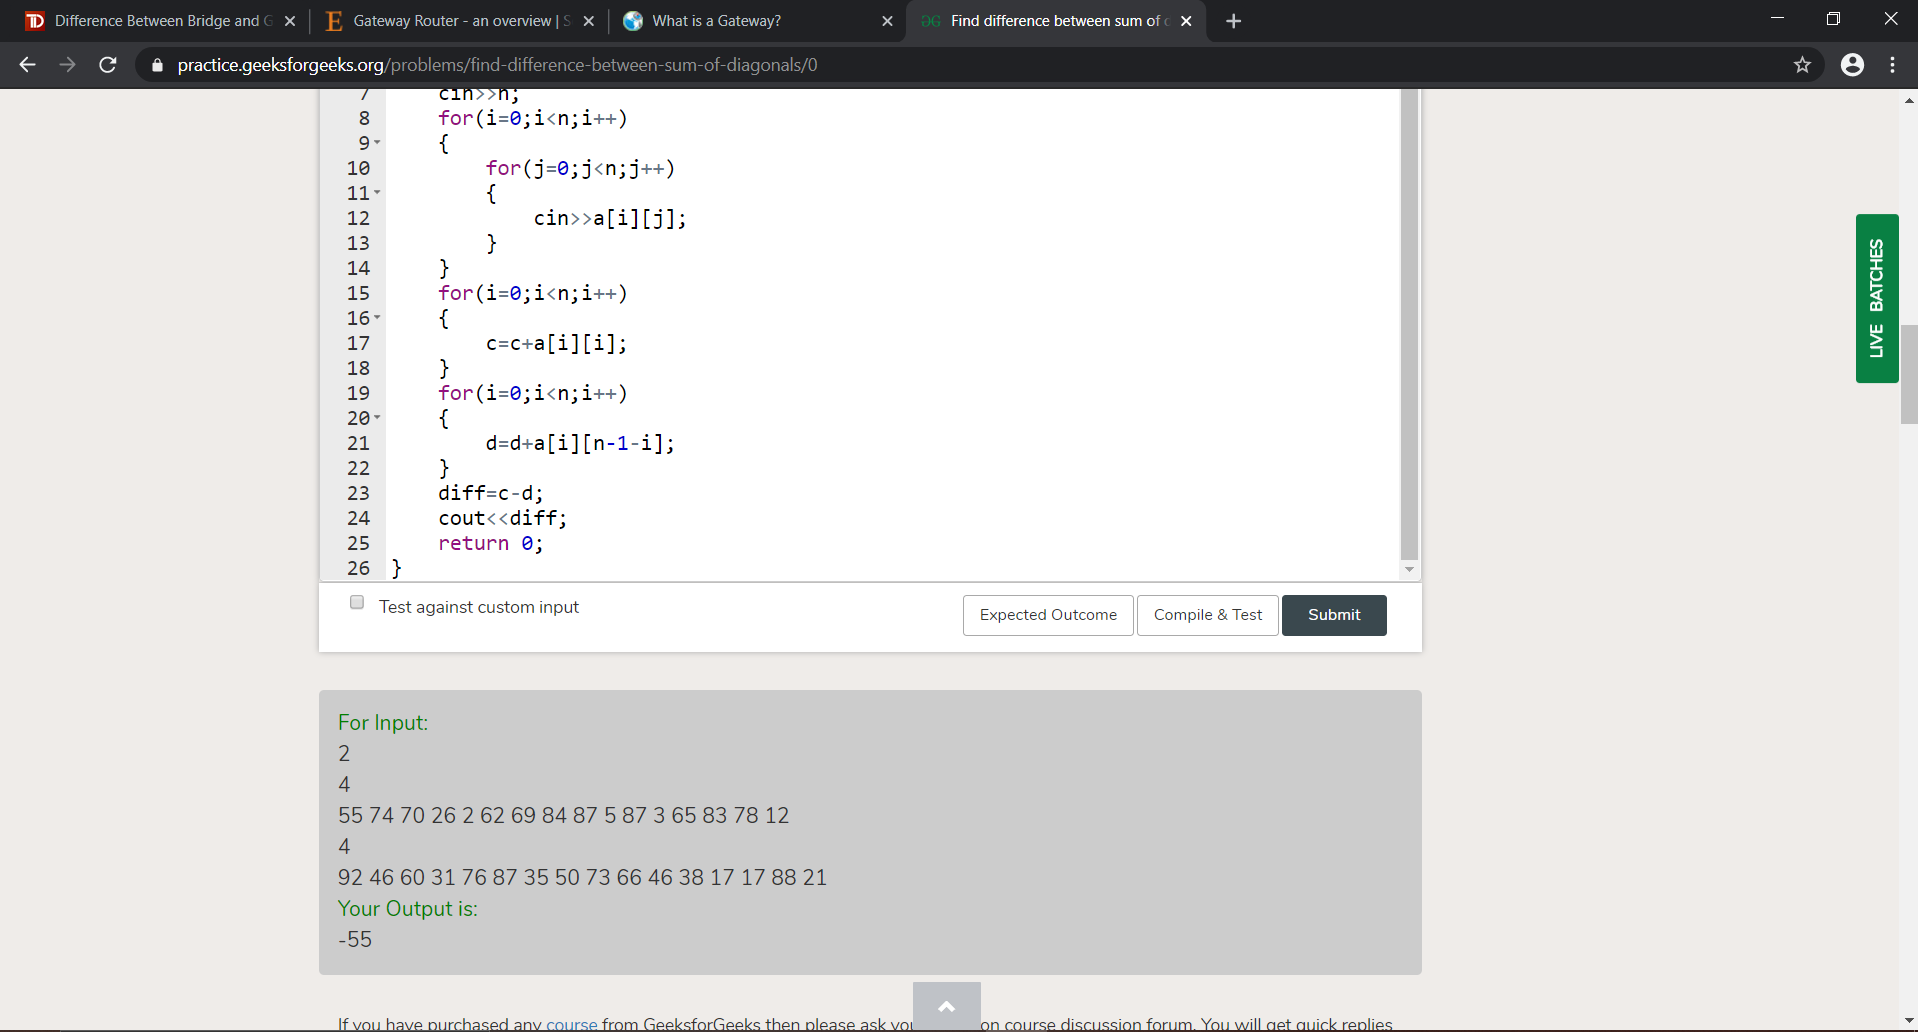 Difference Between Bridge and G
Gateway Router - an overview | S
What is a Gateway?
Find difference between sum of d
practice.geeksforgeeks.org/problems/find-difference-between-sum-of-diagonals/0
7 cin>>n;
8 for(i=0;i<n;i++)
9 {
10 for(j=0;j<n;j++)
11 {
12 cin>>a[i][j];
13 }
14 }
15 for(i=0;i<n;i++)
16 {
17 c=c+a[i][i];
18 }
19 for(i=0;i<n;i++)
20 {
21 d=d+a[i][n-1-i];
22 }
23 diff=c-d;
24 cout<<diff;
25 return 0;
26 }
LIVE BATCHES
Test against custom input
Expected Outcome
Compile & Test
Submit
For Input:
2
4
55 74 70 26 2 62 69 84 87 5 87 3 65 83 78 12
4
92 46 60 31 76 87 35 50 73 66 46 38 17 17 88 21
Your Output is:
-55
If you have purchased any course from GeeksforGeeks then please ask on course discussion forum. You will get quick replies